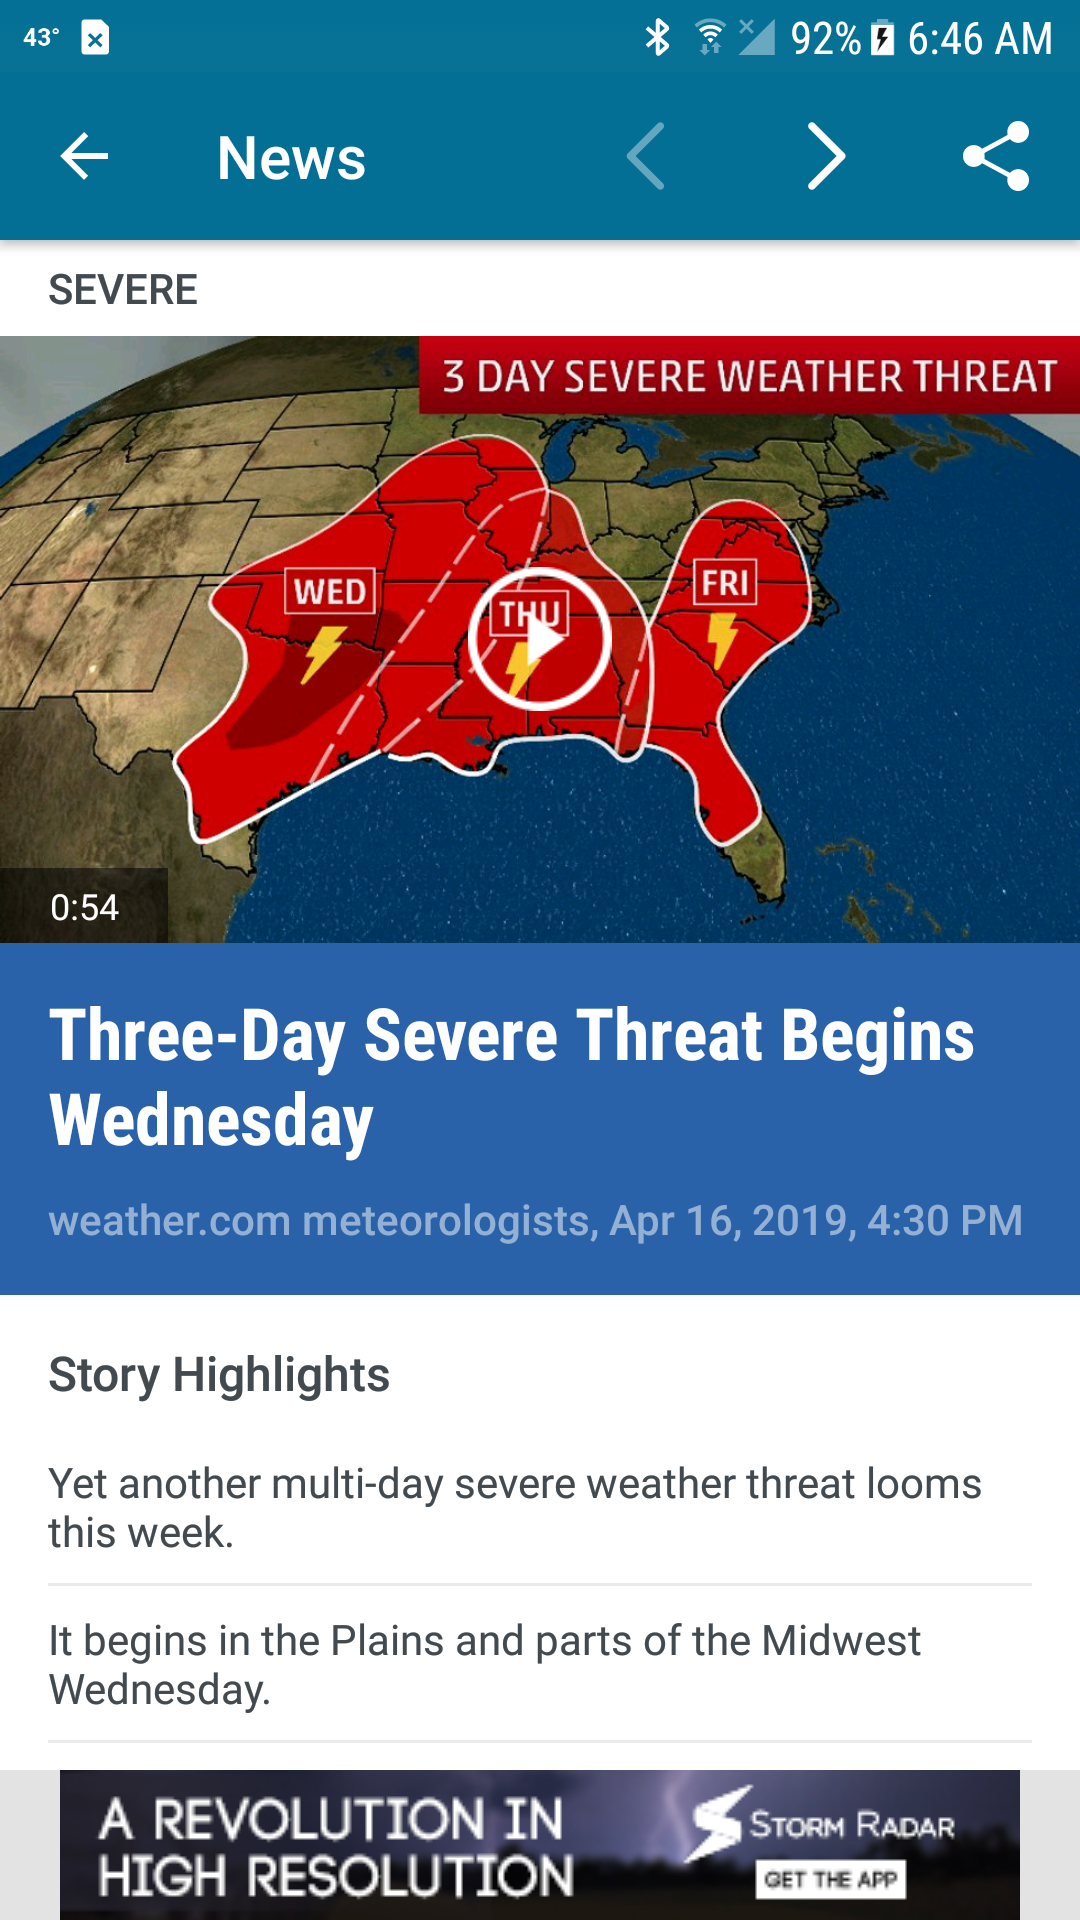 43°
92%
6:46 AM
News
SEVERE
3 DAY SEVERE WEATHER THREAT
WED
THU
FRI
0:54
Three-Day Severe Threat Begins
Wednesday
weather.com meteorologists, Apr 16, 2019, 4:30 PM
Story Highlights
Yet another multi-day severe weather threat looms
this week.
It begins in the Plains and parts of the Midwest
Wednesday.
A REVOLUTION IN
HIGH RESOLUTION
STORM RADAR
GET THE APP